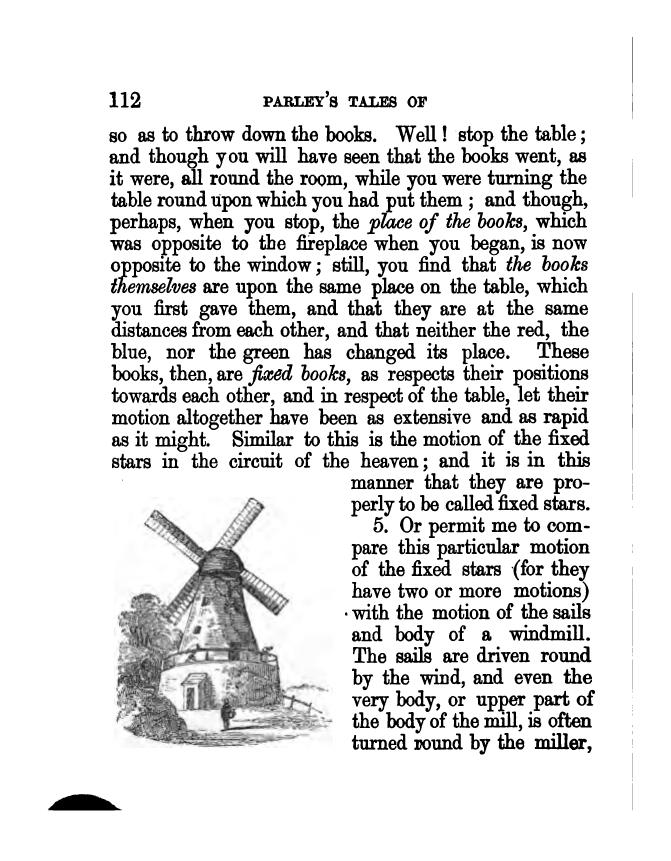 112 PARLEY'S TALES OF
so as to throw down the books. Well! stop the table;
and though you will have seen that the books went, as
it were, all round the room, while you were turning the
table round upon which you had put them ; and though,
perhaps, when you stop, the place of the books, which
was opposite to the fireplace when you began, is now
opposite to the window; still, you find that the books
themselves are upon the same place on the table, which
you first gave them, and that they are at the same
distances from each other, and that neither the red, the
blue, nor the green has changed its place. These
books, then, are fixed books, as respects their positions
towards each other, and in respect of the table, let their
motion altogether have been as extensive and as rapid
as it might. Similar to this is the motion of the fixed
stars in the circuit of the heaven; and it is in this
manner that they are pro-
perly to be called fixed stars.
5. Or permit me to com-
pare this particular motion
of the fixed stars (for they
have two or more motions)
with the motion of the sails
and body of a windmill.
The sails are driven round
by the wind, and even the
very body, or upper part of
the body of the mill, is often
turned round by the miller,